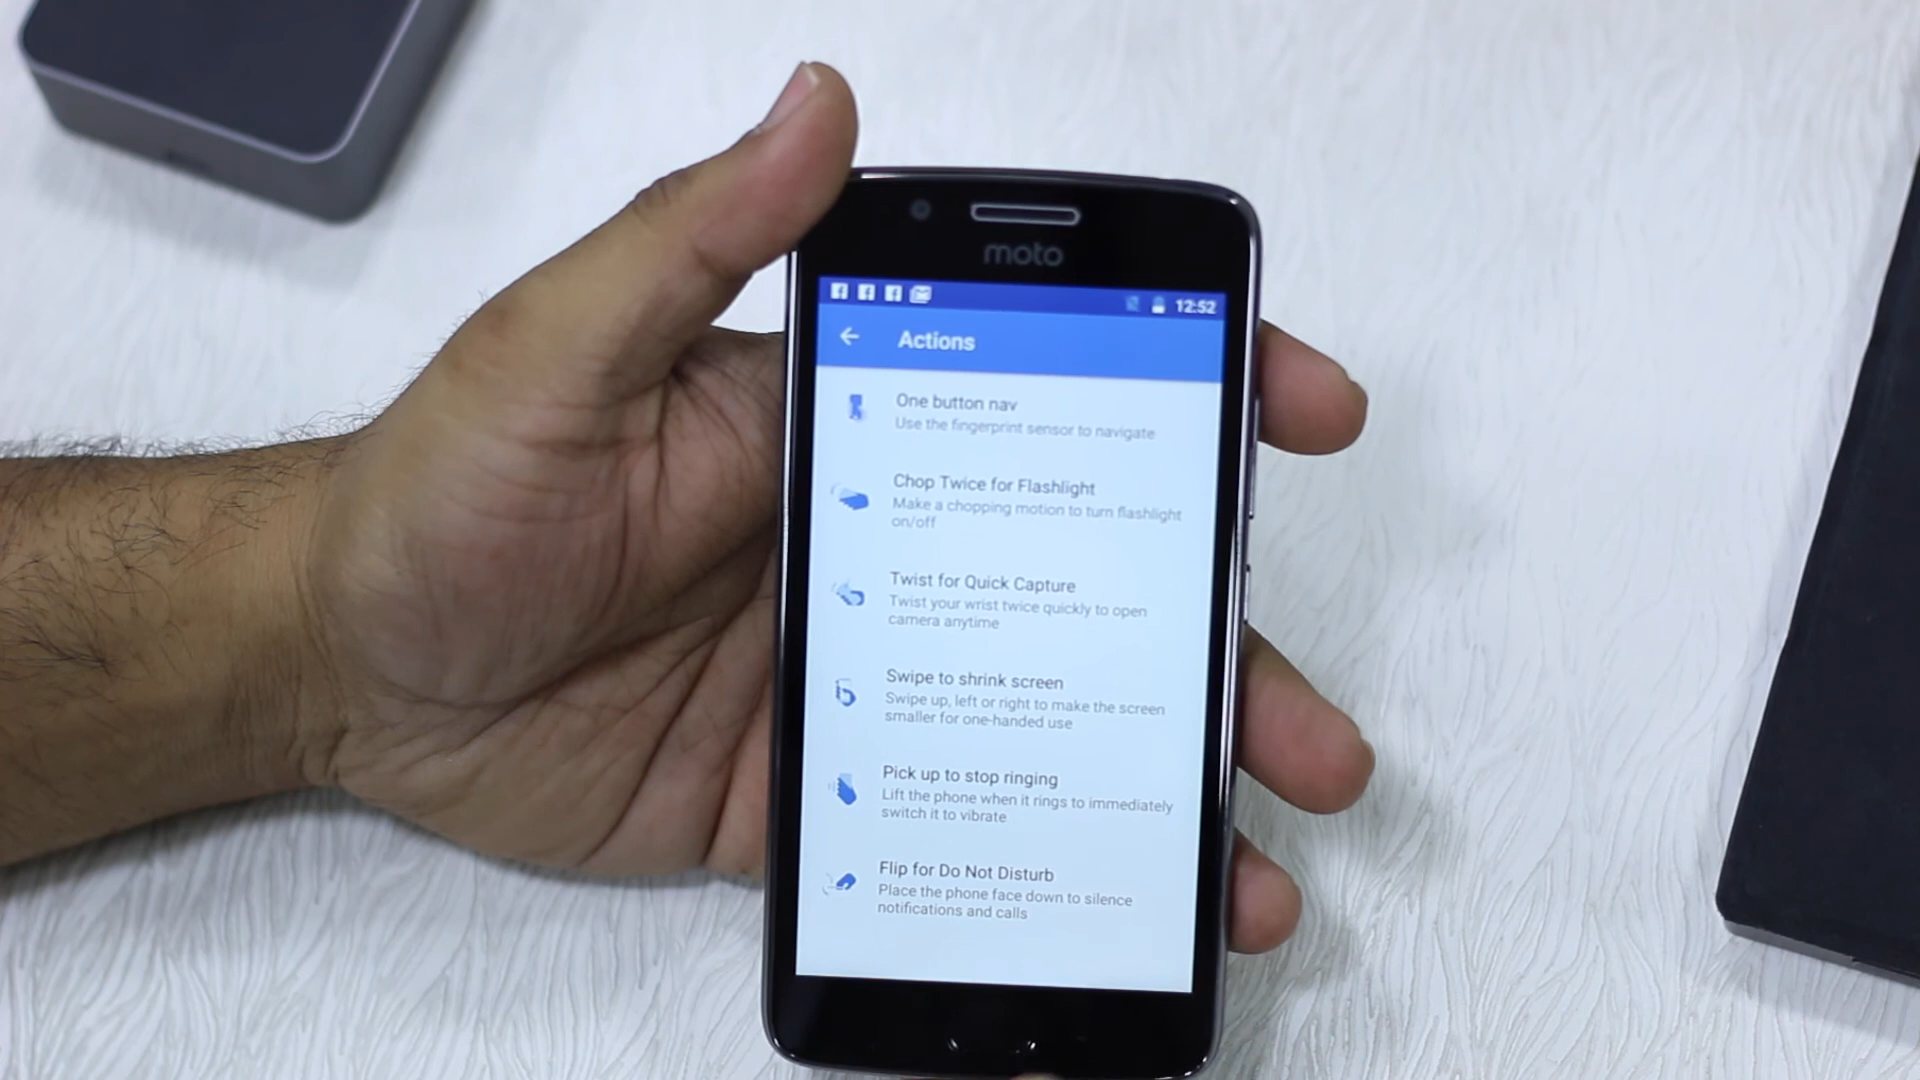 moto
12:52
Actions
One button nav
Use the fingerprint sensor to navigate
Chop Twice for Flashlight
Make a chopping motion to turn flashlight
on/off
Twist for Quick Capture
Twist your wrist twice quickly to open
camera anytime
Swipe to shrink screen
Swipe up, left or right to make the screen
smaller for one-handed use
Pick up to stop ringing
Lift the phone when it rings to immediately
switch it to vibrate
Flip for Do Not Disturb
Place the phone face down to silence
notifications and calls